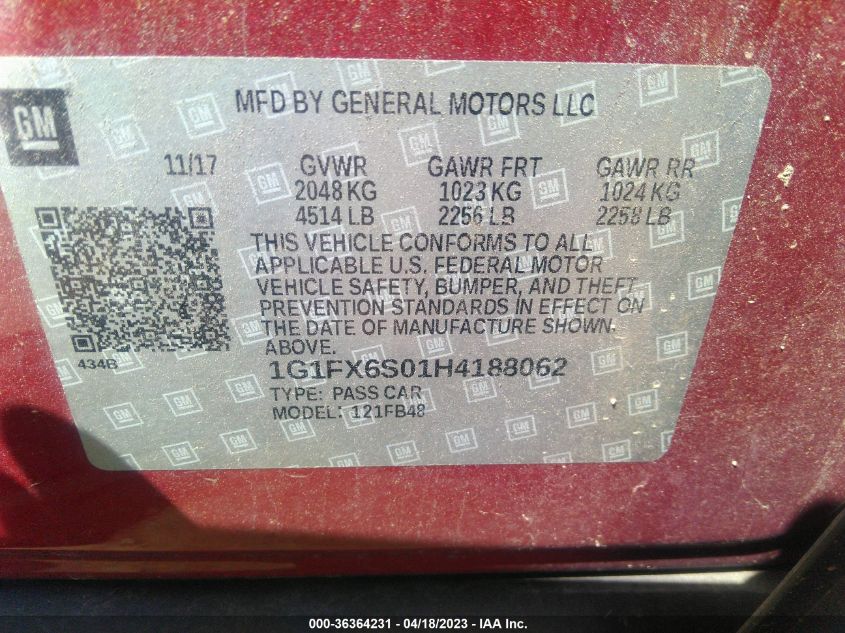 GM
MFD BY GENERAL MOTORS LLC
11/17 GVWR GAWR FRT GAWR RR
2048 KG 1023 KG 1024 KG
4514 LB 2256 LB 2258 LB
THIS VEHICLE CONFORMS TO ALL
APPLICABLE U.S. FEDERAL MOTOR
VEHICLE SAFETY, BUMPER, AND THEFT
PREVENTION STANDARDS IN EFFECT ON
THE DATE OF MANUFACTURE SHOWN
ABOVE.
434B
1G1FX6S01H4188062
TYPE: PASS CAR
MODEL: 121FB48
000-36364231 - 04/18/2023 - IAA Inc.